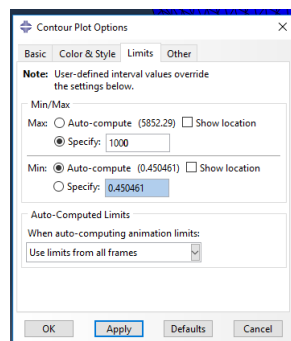 Contour Plot Options
Basic Color & Style Limits Other
Note: User-defined interval values override
the settings below.
Min/Max
Max: Auto-compute (5852.29) Show location
Specify: 1000
Min: Auto-compute (0.450461) Show location
Specify: 0.450461
Auto-Computed Limits
When auto-computing animation limits:
Use limits from all frames
OK Apply Defaults Cancel